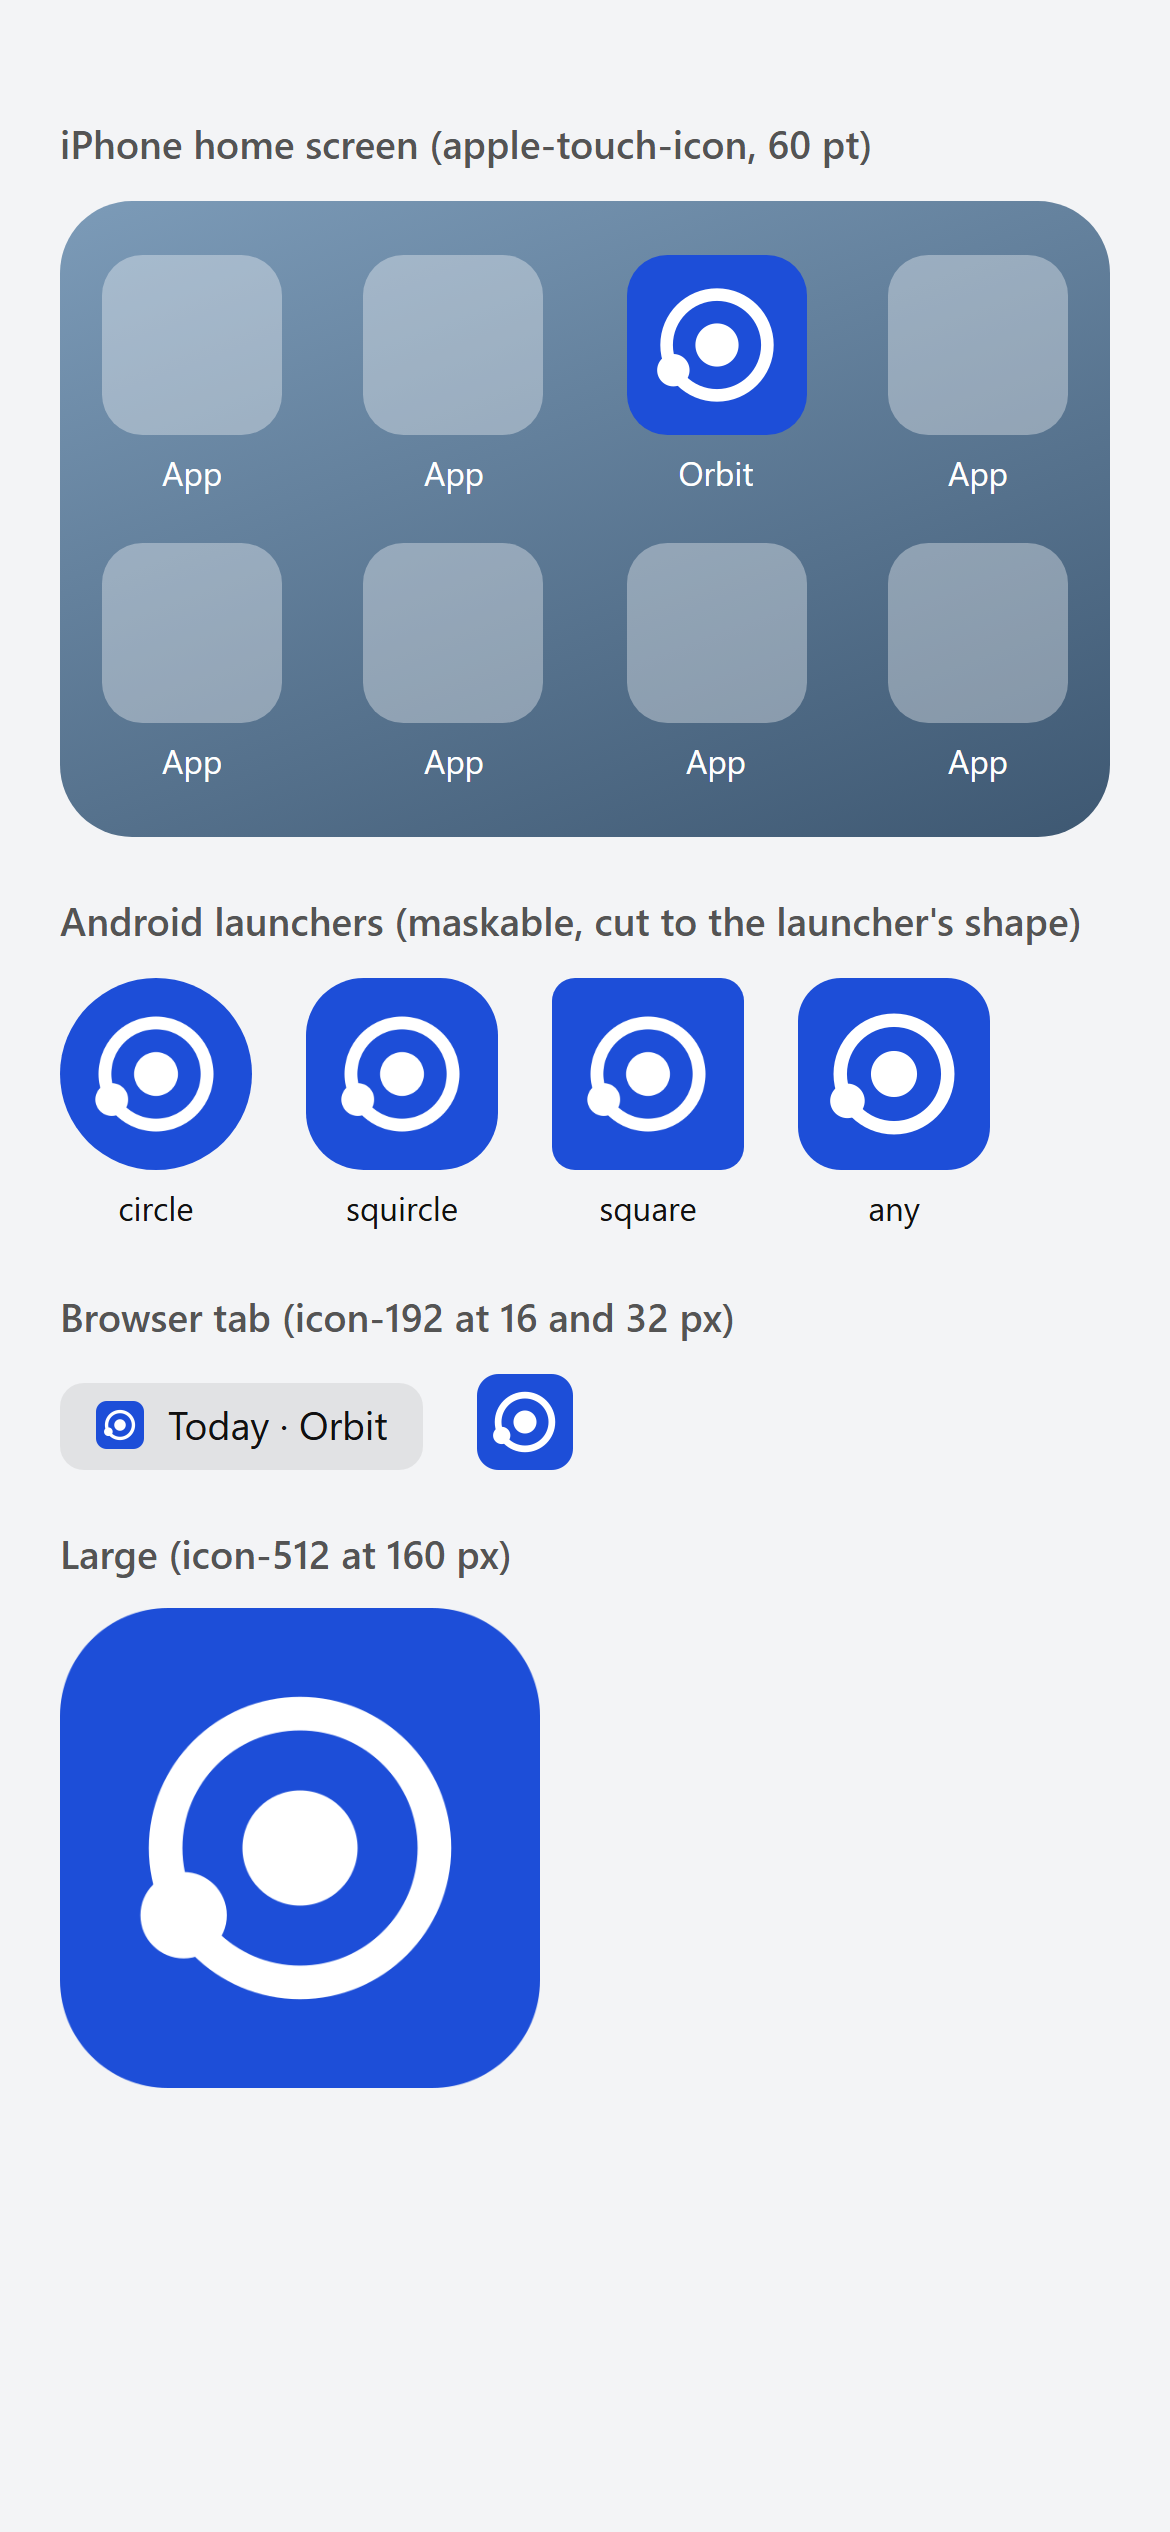 iPhone home screen (apple-touch-icon, 60 pt)
App App Orbit App
App App App App
Android launchers (maskable, cut to the launcher's shape)
circle squircle square any
Browser tab (icon-192 at 16 and 32 px)
Today · Orbit
Large (icon-512 at 160 px)